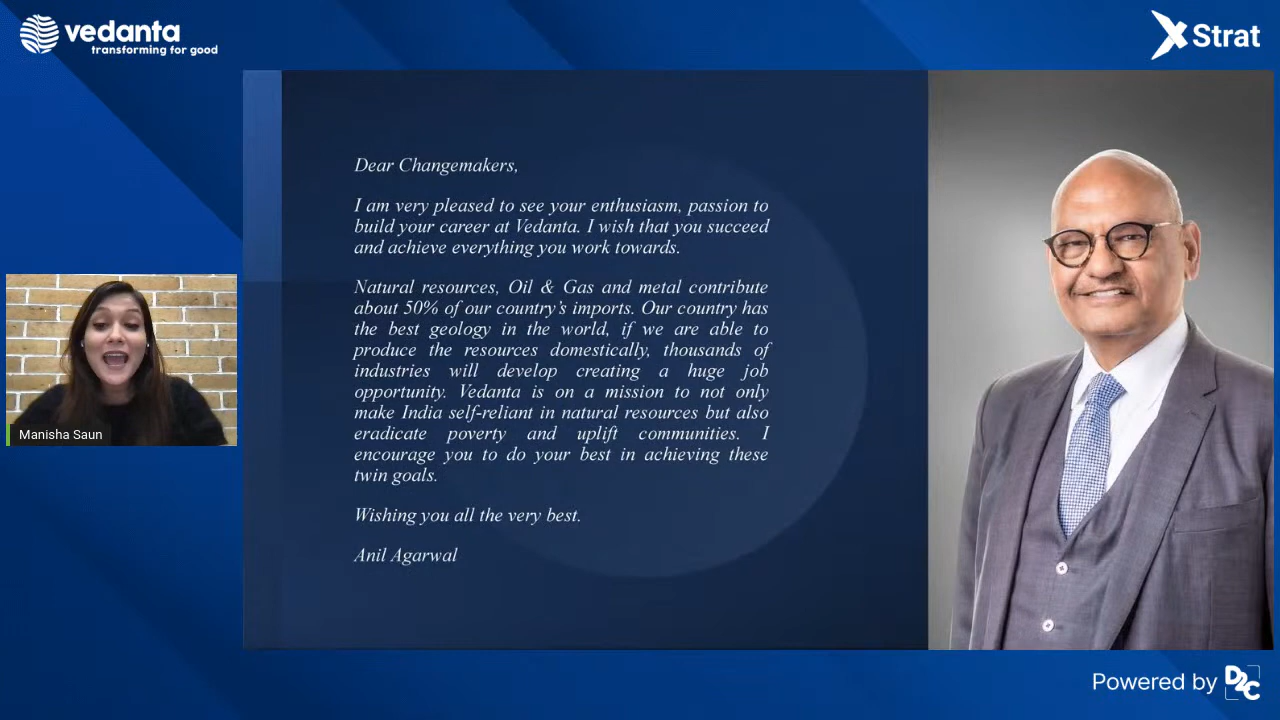 vedanta
transforming for good
Strat
Dear Changemakers,
I am very pleased to see your enthusiasm, passion to
build your career at Vedanta. I wish that you succeed
and achieve everything you work towards.
Natural resources, Oil & Gas and metal contribute
about 50% of our country’s imports. Our country has
the best geology in the world, if we are able to
produce the resources domestically, thousands of
industries will develop creating a huge job
opportunity. Vedanta is on a mission to not only
make India self-reliant in natural resources but also
eradicate poverty and uplift communities. I
encourage you to do your best in achieving these
twin goals.
Wishing you all the very best.
Anil Agarwal
Manisha Saun
Powered by D2C